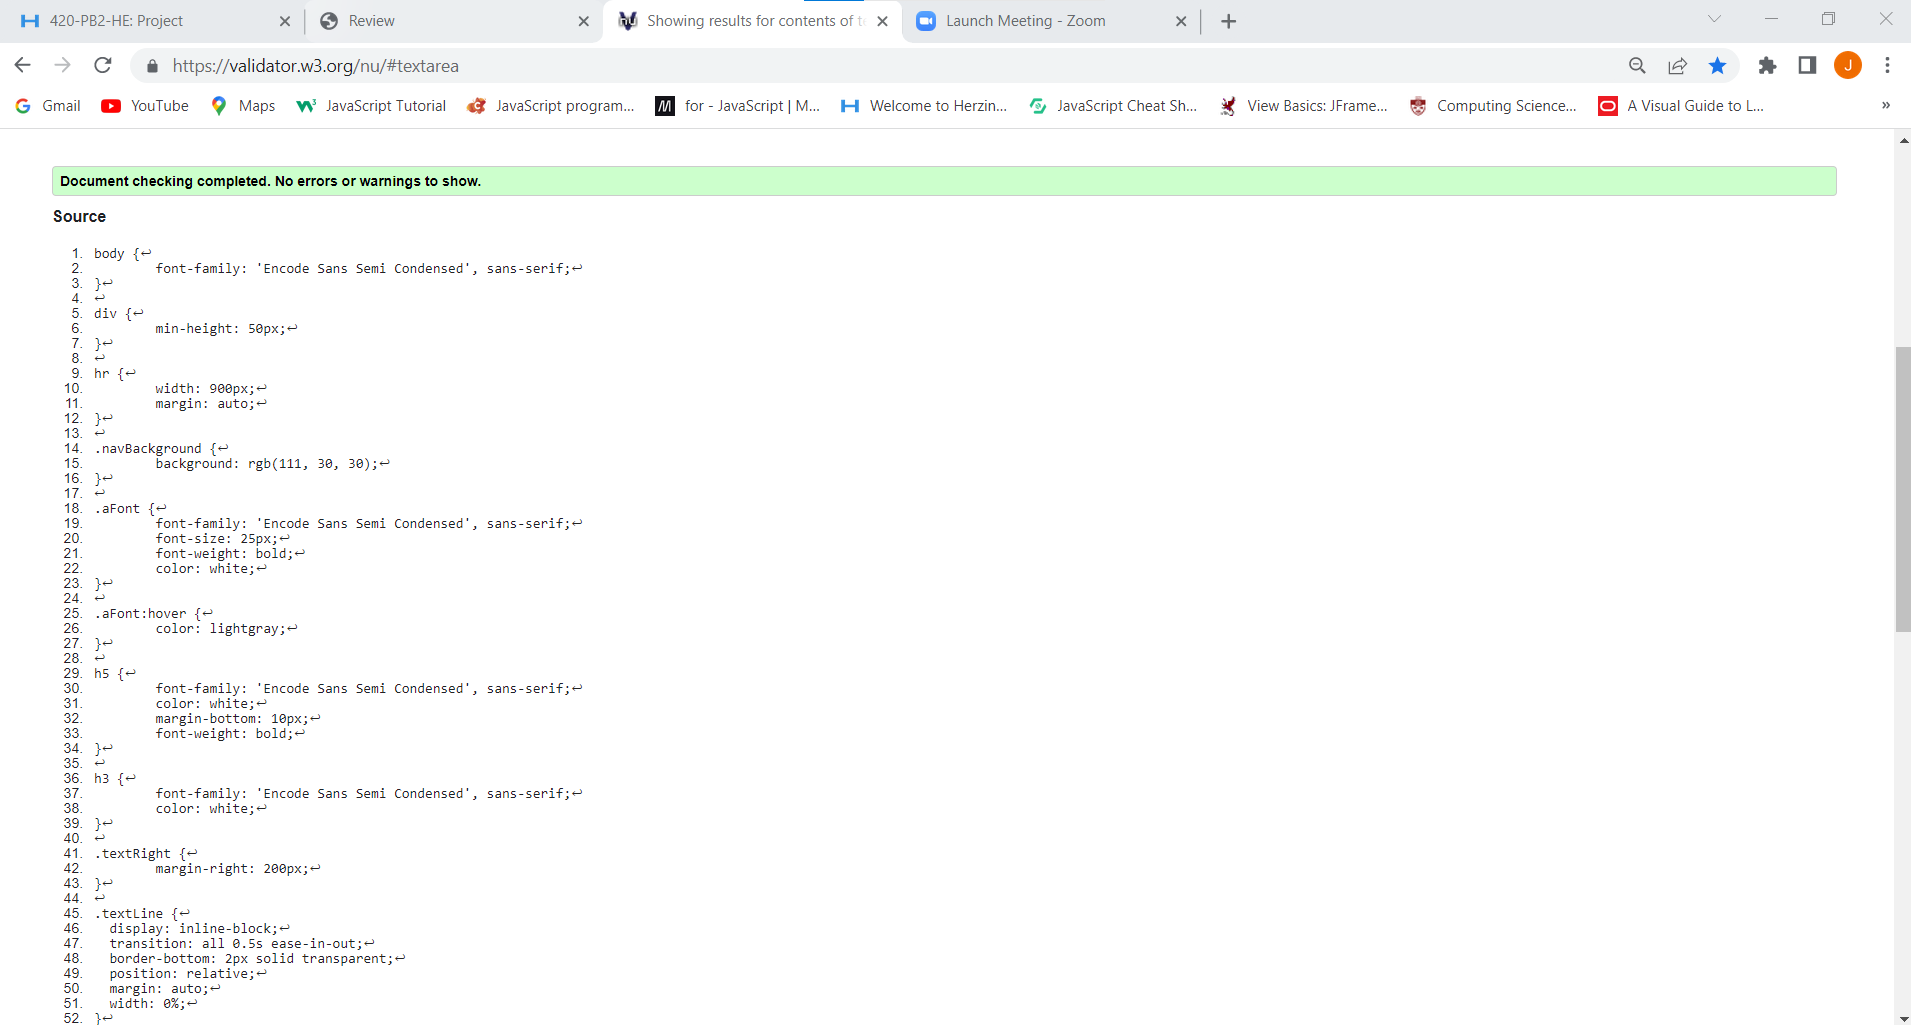 420-PB2-HE: Project
Review
Showing results for contents of te
Launch Meeting - Zoom
https://validator.w3.org/nu/#textarea
J
Gmail
YouTube
Maps
JavaScript Tutorial
JavaScript program...
for - JavaScript | M...
Welcome to Herzin...
JavaScript Cheat Sh...
View Basics: JFrame...
Computing Science...
A Visual Guide to L...
»
Document checking completed. No errors or warnings to show.
Source
1. body {↩
2. font-family: 'Encode Sans Semi Condensed', sans-serif;↩
3. }↩
4. ↩
5. div {↩
6. min-height: 50px;↩
7. }↩
8. ↩
9. hr {↩
10. width: 900px;↩
11. margin: auto;↩
12. }↩
13. ↩
14. .navBackground {↩
15. background: rgb(111, 30, 30);↩
16. }↩
17. ↩
18. .aFont {↩
19. font-family: 'Encode Sans Semi Condensed', sans-serif;↩
20. font-size: 25px;↩
21. font-weight: bold;↩
22. color: white;↩
23. }↩
24. ↩
25. .aFont:hover {↩
26. color: lightgray;↩
27. }↩
28. ↩
29. h5 {↩
30. font-family: 'Encode Sans Semi Condensed', sans-serif;↩
31. color: white;↩
32. margin-bottom: 10px;↩
33. font-weight: bold;↩
34. }↩
35. ↩
36. h3 {↩
37. font-family: 'Encode Sans Semi Condensed', sans-serif;↩
38. color: white;↩
39. }↩
40. ↩
41. .textRight {↩
42. margin-right: 200px;↩
43. }↩
44. ↩
45. .textLine {↩
46. display: inline-block;↩
47. transition: all 0.5s ease-in-out;↩
48. border-bottom: 2px solid transparent;↩
49. position: relative;↩
50. margin: auto;↩
51. width: 0%;↩
52. }↩